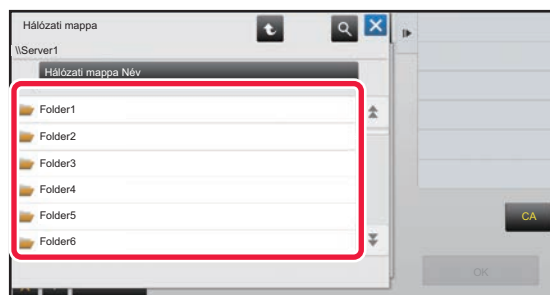 Hálózati mappa
\\Server1
Hálózati mappa Név
Folder1
Folder2
Folder3
Folder4
Folder5
Folder6
CA
OK